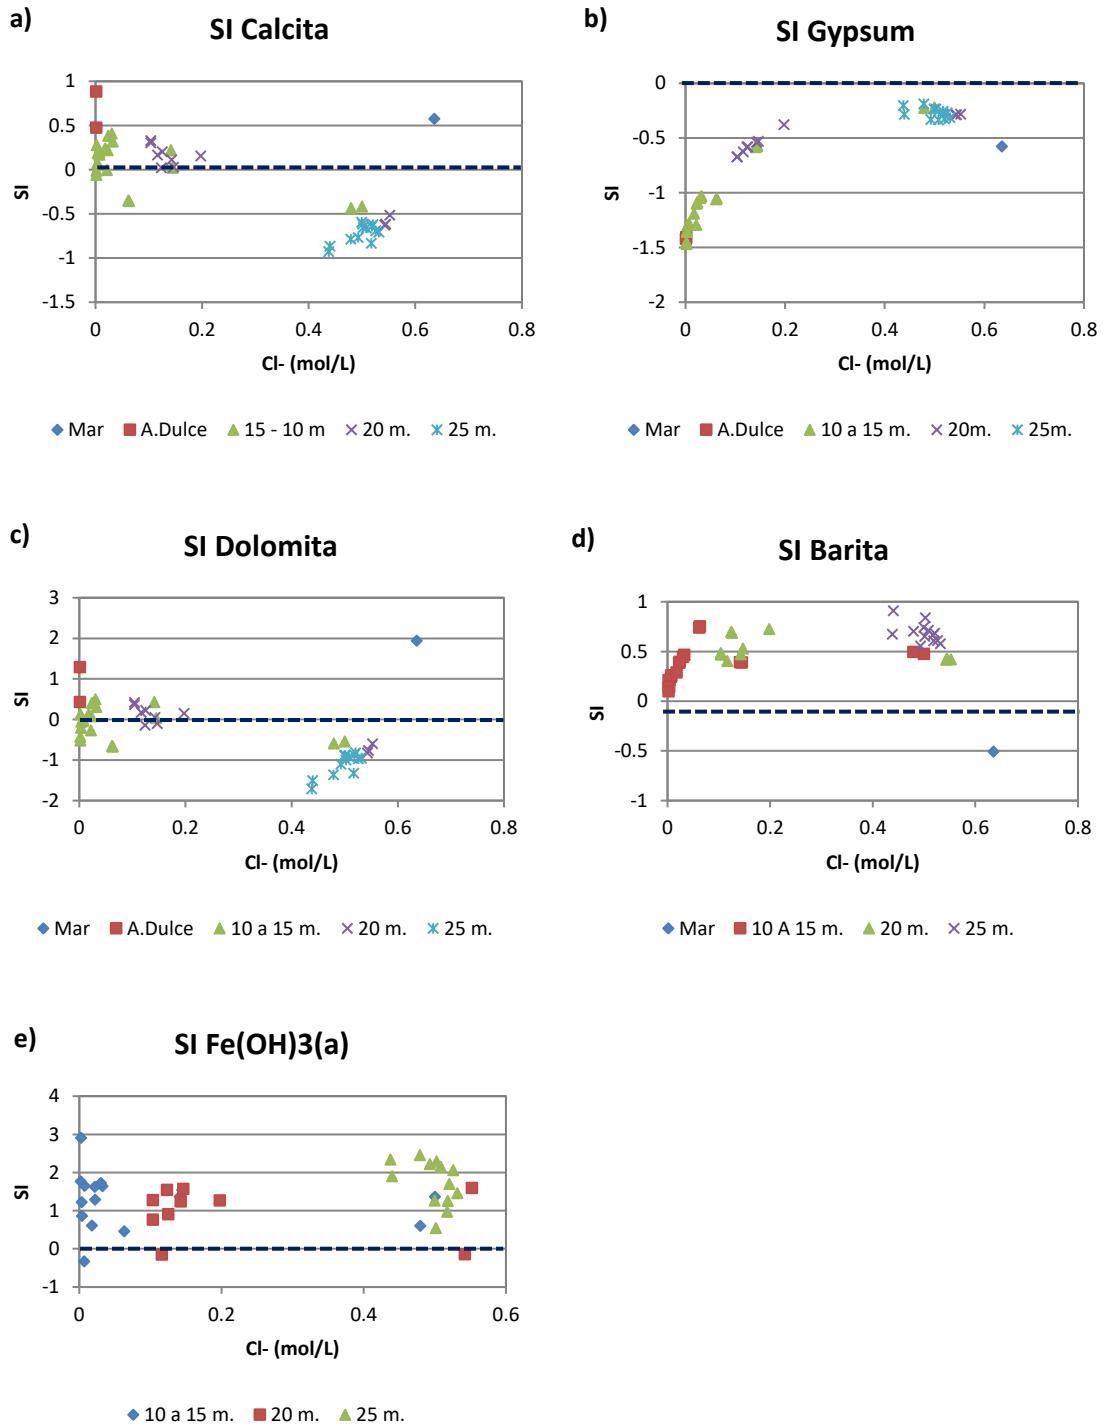 a)
SI Calcita
1
0.5
0
-0.5
-1
-1.5
SI
0 0.2 0.4 0.6 0.8
Cl- (mol/L)
Mar A.Dulce 15 - 10 m 20 m. 25 m.
b)
SI Gypsum
0
-0.5
-1
-1.5
-2
SI
0 0.2 0.4 0.6 0.8
Cl- (mol/L)
Mar A.Dulce 10 a 15 m. 20m. 25m.
c)
SI Dolomita
3
2
1
0
-1
-2
SI
0 0.2 0.4 0.6 0.8
Cl- (mol/L)
Mar A.Dulce 10 a 15 m. 20 m. 25 m.
d)
SI Barita
1
0.5
0
-0.5
-1
SI
0 0.2 0.4 0.6 0.8
Cl- (mol/L)
Mar 10 A 15 m. 20 m. 25 m.
e)
SI Fe(OH)3(a)
4
3
2
1
0
-1
SI
0 0.2 0.4 0.6
Cl- (mol/L)
10 a 15 m. 20 m. 25 m.